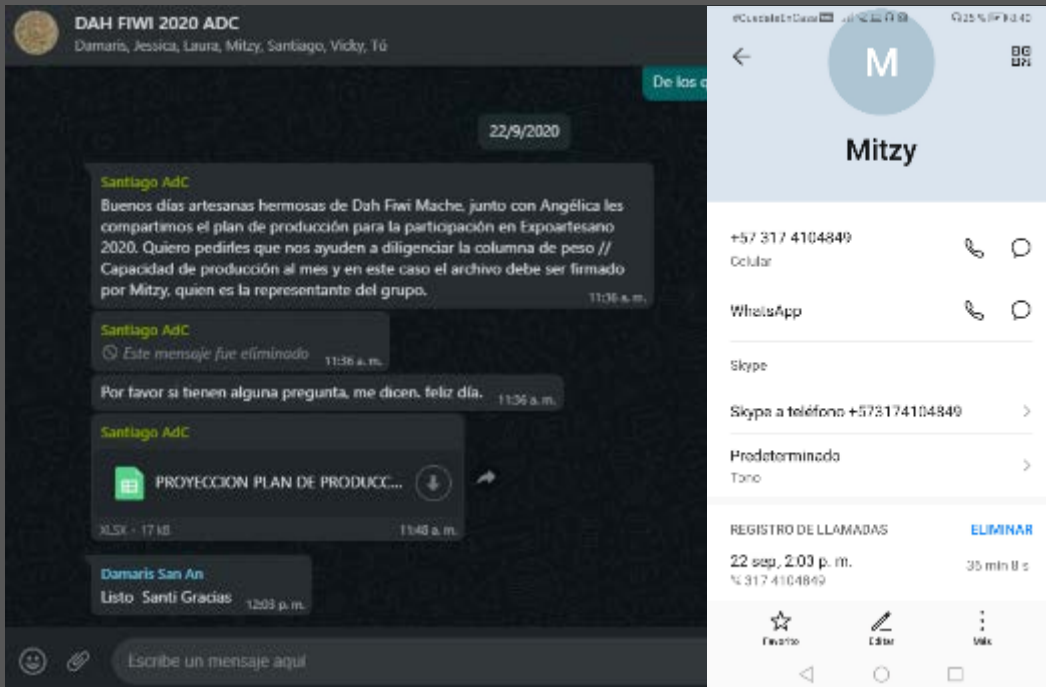 DAH FIWI 2020 ADC
Damaris, Jessica, Laura, Mitzy, Santiago, Vicky, Tú
De los
22/9/2020
Santiago AdC
Buenos días artesanas hermosas de Dah Fiwi Mache, junto con Angélica les
compartimos el plan de producción para la participación en Expoartesano
2020. Quiero pedirles que nos ayuden a diligenciar la columna de peso //
Capacidad de producción al mes y en este caso el archivo debe ser firmado
por Mitzy, quien es la representante del grupo.
11:36 a. m.
Santiago AdC
Este mensaje fue eliminado
11:36 a. m.
Por favor si tienen alguna pregunta, me dicen. feliz día.
11:36 a. m.
Santiago AdC
PROYECCION PLAN DE PRODUCC...
XLSX - 17 kB
11:48 a. m.
Damaris San An
Listo Santi Gracias
12:03 p. m.
Escribe un mensaje aquí
#QuedateEnCasa
M
Mitzy
+57 317 4104849
Celular
WhatsApp
Skype
Skype a teléfono +573174104849
Predeterminado
Tono
REGISTRO DE LLAMADAS
ELIMINAR
22 sep, 2:03 p. m.
317 4104849
Favorito
Editar
Más